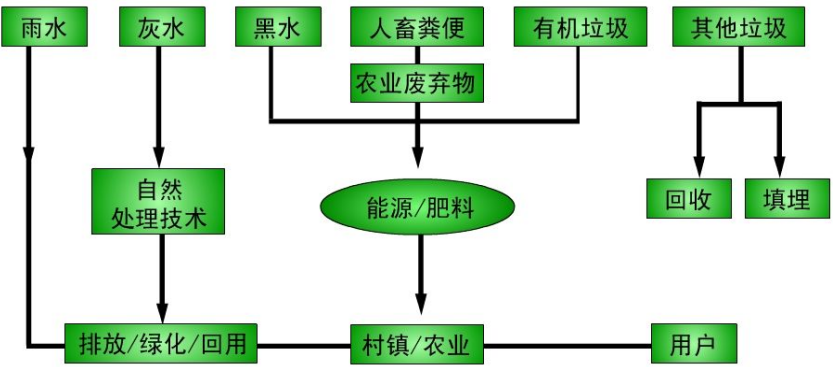 雨水
灰水
黑水
人畜粪便
有机垃圾
其他垃圾
农业废弃物
自然
处理技术
能源/肥料
回收
填埋
排放/绿化/回用
村镇/农业
用户